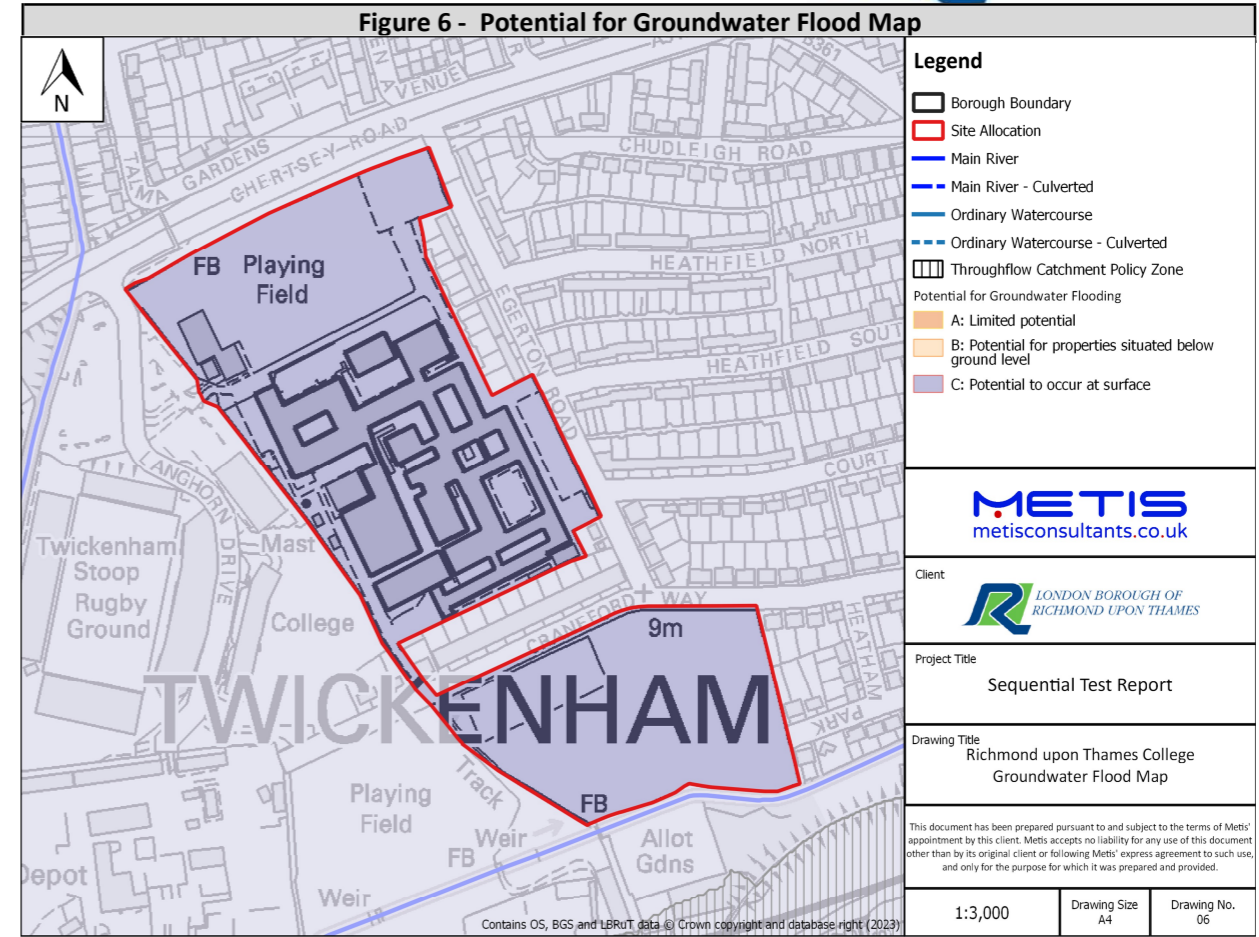 Figure 6 - Potential for Groundwater Flood Map
N
AVENUE
B361
TALMA
GARDENS
CHERTSEY ROAD
CHUDLEIGH ROAD
FB
Playing
Field
HEATHFIELD NORTH
EGERTON ROAD
HEATHFIELD SOUT
LANGHORN
DRIVE
COURT
Twickenham
Stoop
Rugby
Ground
Mast
College
CRANEFORD WAY
9m
HEATHAM
PARK
TWICKENHAM
Track
Playing
Field
FB
Weir
FB
Allot
Gdns
Depot
Weir
Contains OS, BGS and LBRuT data © Crown copyright and database right (2023)
Legend
Borough Boundary
Site Allocation
Main River
Main River - Culverted
Ordinary Watercourse
Ordinary Watercourse - Culverted
Throughflow Catchment Policy Zone
Potential for Groundwater Flooding
A: Limited potential
B: Potential for properties situated below
ground level
C: Potential to occur at surface
METIS
metisconsultants.co.uk
Client
LONDON BOROUGH OF
RICHMOND UPON THAMES
Project Title
Sequential Test Report
Drawing Title
Richmond upon Thames College
Groundwater Flood Map
This document has been prepared pursuant to and subject to the terms of Metis'
appointment by this client. Metis accepts no liability for any use of this document
other than by its original client or following Metis' express agreement to such use,
and only for the purpose for which it was prepared and provided.
1:3,000
Drawing Size
A4
Drawing No.
06